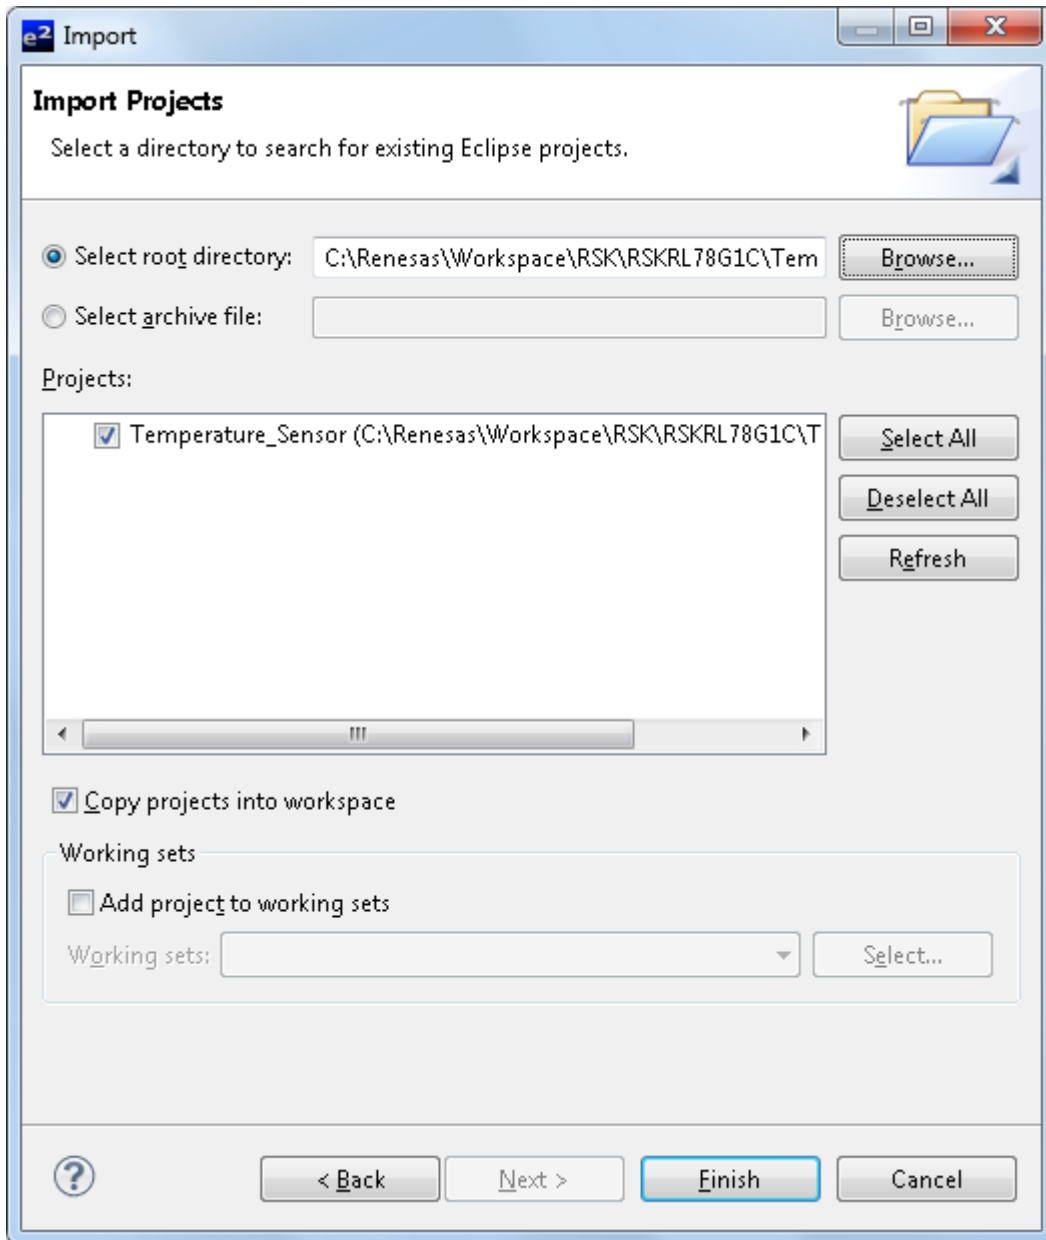 e² Import
Import Projects
Select a directory to search for existing Eclipse projects.
Select root directory: C:\Renesas\Workspace\RSK\RSKRL78G1C\Tem Browse...
Select archive file: Browse...
Projects:
Temperature_Sensor (C:\Renesas\Workspace\RSK\RSKRL78G1C\T Select All
Deselect All
Refresh
Copy projects into workspace
Working sets
Add project to working sets
Working sets: Select...
? < Back Next > Finish Cancel